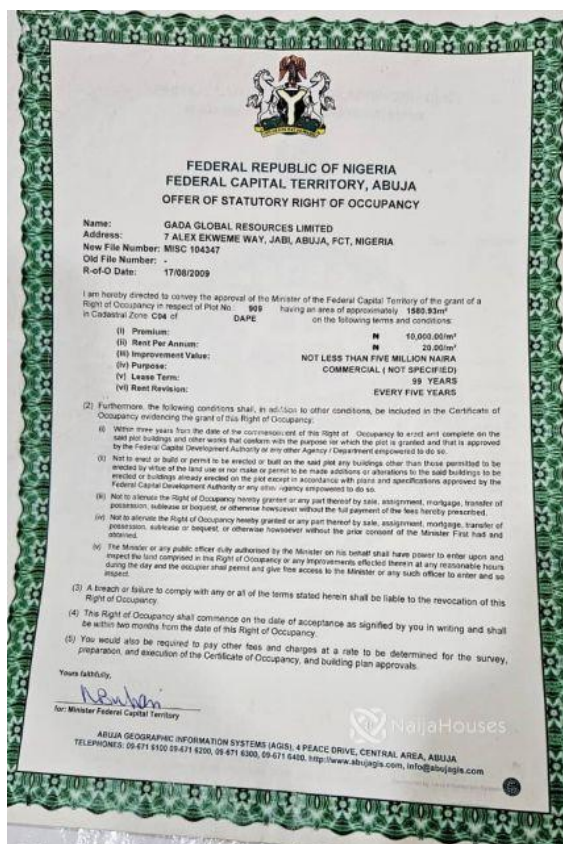 FEDERAL REPUBLIC OF NIGERIA
FEDERAL CAPITAL TERRITORY, ABUJA
OFFER OF STATUTORY RIGHT OF OCCUPANCY
Name: GADA GLOBAL RESOURCES LIMITED
Address: 7 ALEX EKWEME WAY, JABI, ABUJA, FCT, NIGERIA
New File Number: MISC 104347
Old File Number: -
R-of-O Date: 17/08/2009
I am hereby directed to convey the approval of the Minister of the Federal Capital Territory of the grant of a
Right of Occupancy in respect of Plot No.: 909 having an area of approximately 1580.93m²
in Cadastral Zone C04 of DAPE on the following terms and conditions:
(i) Premium: ₦ 10,000.00/m²
(ii) Rent Per Annum: ₦ 20.00/m²
(iii) Improvement Value: NOT LESS THAN FIVE MILLION NAIRA
(iv) Purpose: COMMERCIAL ( NOT SPECIFIED)
(v) Lease Term: 99 YEARS
(vi) Rent Revision: EVERY FIVE YEARS
(2) Furthermore, the following conditions shall, in addition to other conditions, be included in the Certificate of
Occupancy evidencing the grant of this Right of Occupancy:
(i) Within three years from the date of the commencement of this Right of Occupancy to erect and complete on the
said plot buildings and other works that conform with the purpose for which the plot is granted and that is approved
by the Federal Capital Development Authority or any other Agency / Department empowered to do so.
(ii) Not to erect or build or permit to be erected or built on the said plot any buildings other than those permitted to be
erected by virtue of the land use or nor make or permit to be made additions or alterations to the said buildings to be
erected or buildings already erected on the plot except in accordance with plans and specifications approved by the
Federal Capital Development Authority or any other Agency empowered to do so.
(iii) Not to alienate the Right of Occupancy hereby granted or any part thereof by sale, assignment, mortgage, transfer of
possession, sublease or bequest, or otherwise howsoever without the full payment of the fees hereby prescribed.
(iv) Not to alienate the Right of Occupancy hereby granted or any part thereof by sale, assignment, mortgage, transfer of
possession, sublease or bequest, or otherwise howsoever without the prior consent of the Minister First had and
obtained.
(v) The Minister or any public officer dully authorised by the Minister on his behalf shall have power to enter upon and
inspect the land comprised in this Right of Occupancy or any improvements effected therein at any reasonable hours
during the day and the occupier shall permit and give free access to the Minister or any such officer to enter and so
inspect.
(3) A breach or failure to comply with any or all of the terms stated herein shall be liable to the revocation of this
Right of Occupancy.
(4) This Right of Occupancy shall commence on the date of acceptance as signified by you in writing and shall
be within two months from the date of this Right of Occupancy.
(5) You would also be required to pay other fees and charges at a rate to be determined for the survey,
preparation, and execution of the Certificate of Occupancy, and building plan approvals.
Yours faithfully,
for: Minister Federal Capital Territory
NaijaHouses
ABUJA GEOGRAPHIC INFORMATION SYSTEMS (AGIS), 4 PEACE DRIVE, CENTRAL AREA, ABUJA
TELEPHONES: 09-671 6100 09-671 6200, 09-671 6300, 09-671 6400. http://www.abujagis.com, info@abujagis.com